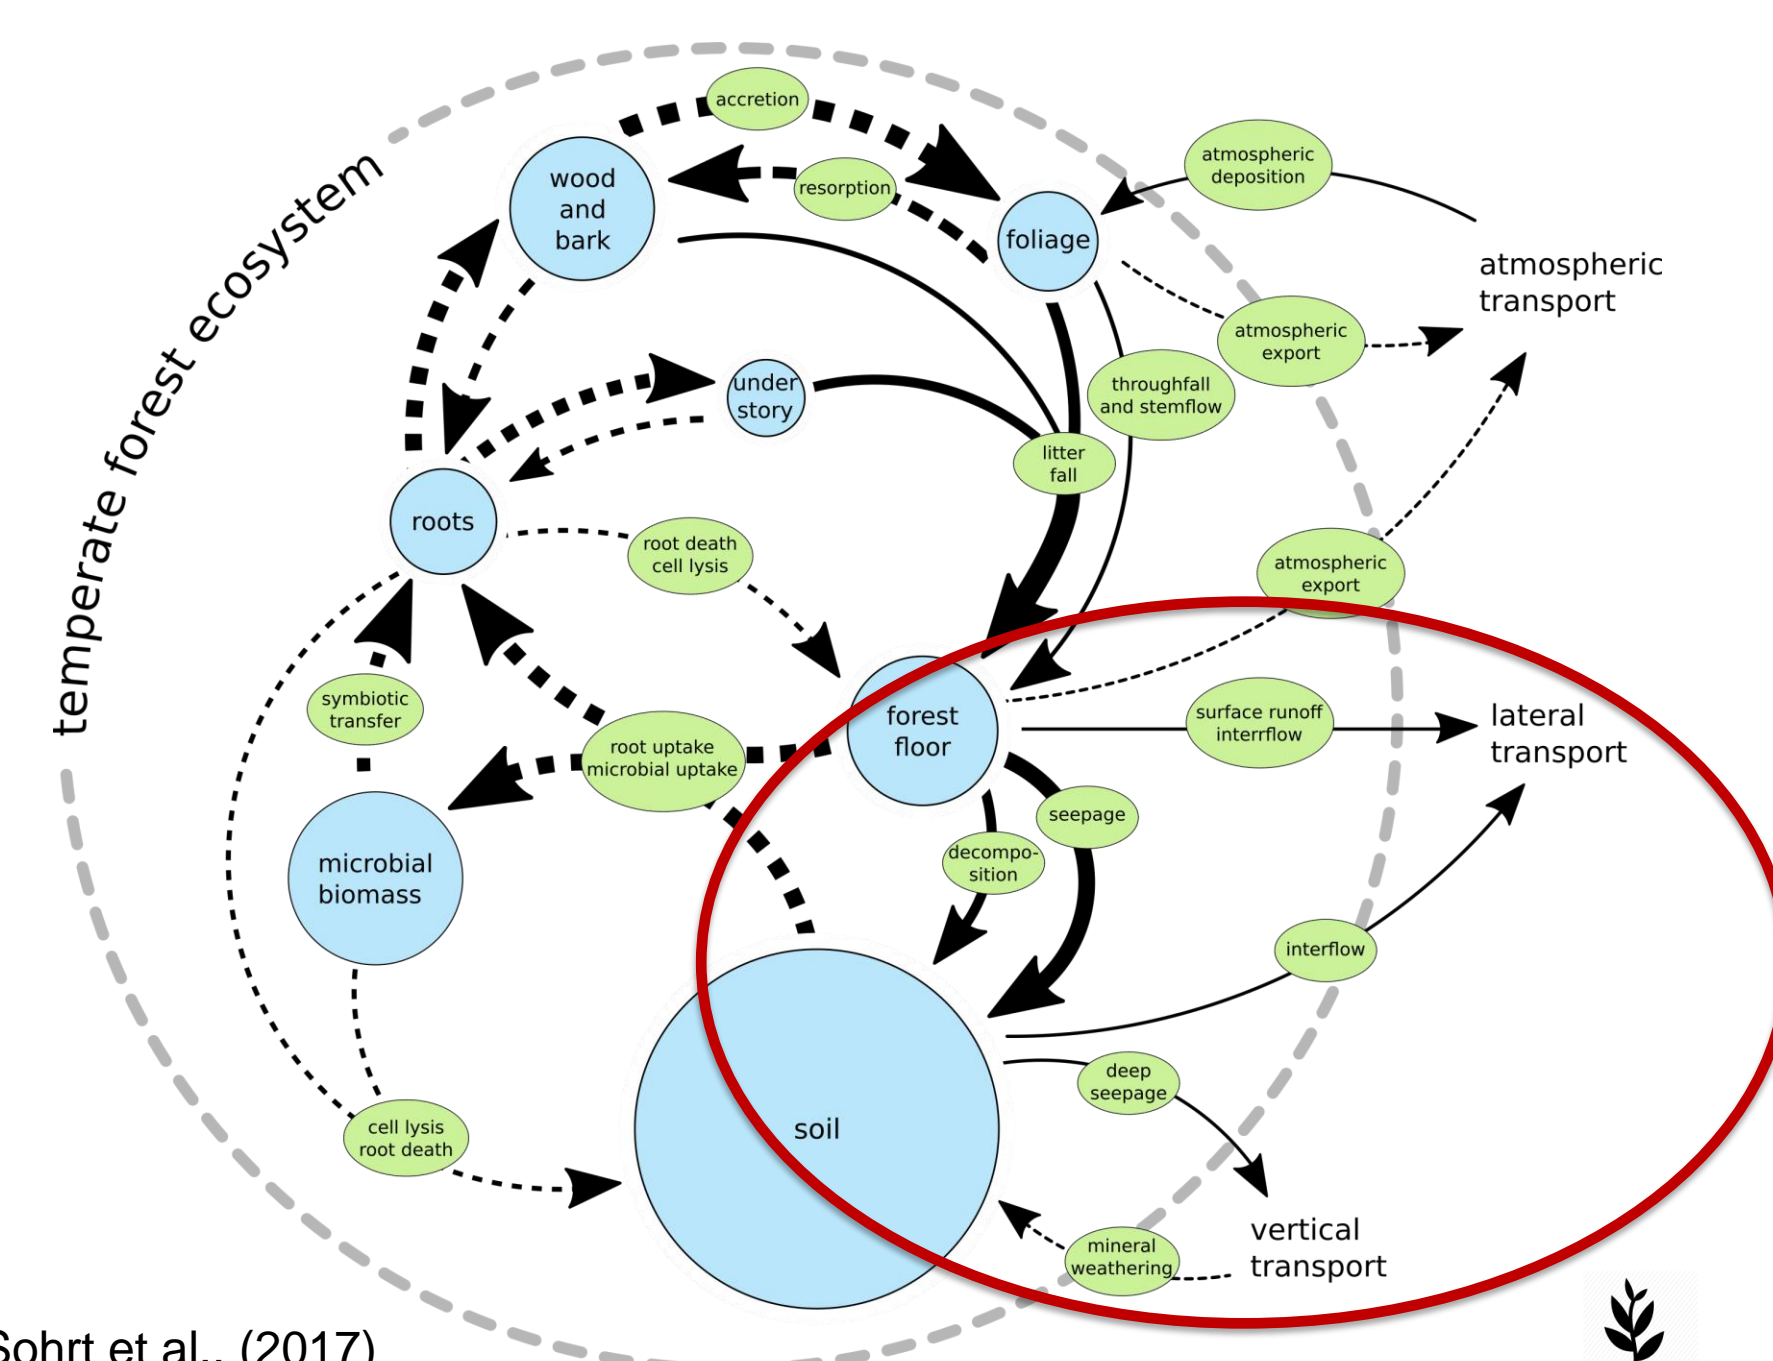 accretion
wood
and
bark
resorption
foliage
atmospheric
deposition
atmospheric
transport
atmospheric
export
temperate forest ecosystem
under
story
throughfall
and stemflow
litter
fall
roots
root death
cell lysis
atmospheric
export
symbiotic
transfer
root uptake
microbial uptake
forest
floor
surface runoff
interrflow
lateral
transport
seepage
decompo-
sition
microbial
biomass
interflow
deep
seepage
soil
cell lysis
root death
mineral
weathering
vertical
transport
Sohrt et al., (2017)